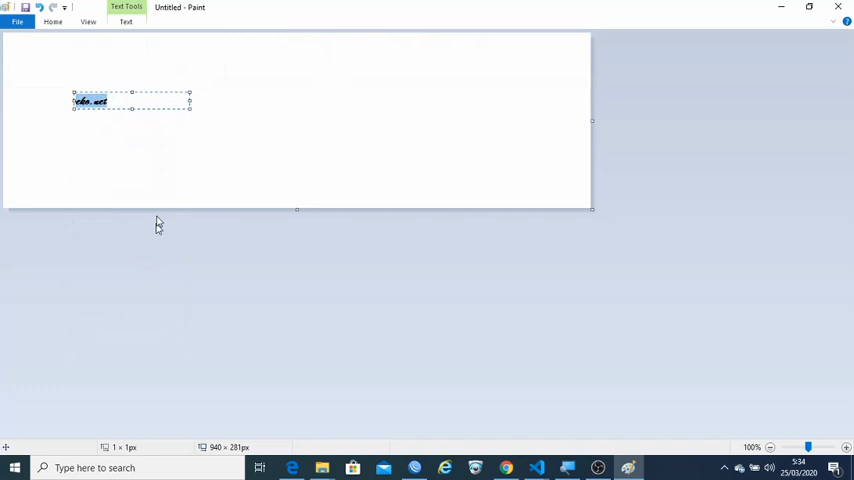 Text Tools
Untitled - Paint
File
Home
View
Text
eko.net
1 × 1px
940 × 281px
100%
Type here to search
5:34
25/03/2020